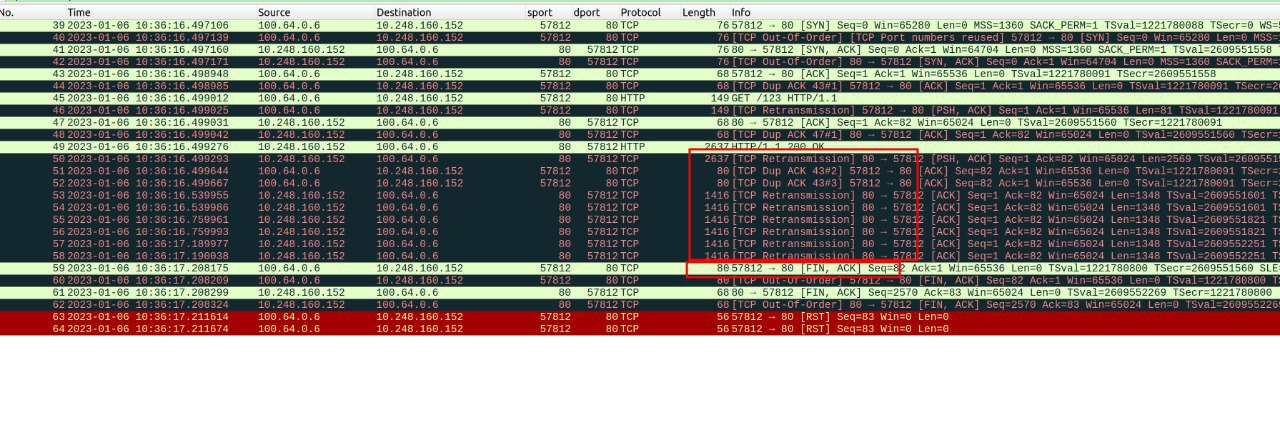 No. Time Source Destination sport dport Protocol Length Info
39 2023-01-06 10:36:16.497106 100.64.0.6 10.248.160.152 57812 80 TCP 76 57812 → 80 [SYN] Seq=0 Win=65280 Len=0 MSS=1360 SACK_PERM=1 TSval=1221780088 TSecr=0 WS=
40 2023-01-06 10:36:16.497139 100.64.0.6 10.248.160.152 57812 80 TCP 76 [TCP Out-Of-Order] [TCP Port numbers reused] 57812 → 80 [SYN] Seq=0 Win=65280 Len=0
41 2023-01-06 10:36:16.497160 10.248.160.152 100.64.0.6 80 57812 TCP 76 80 → 57812 [SYN, ACK] Seq=0 Ack=1 Win=64704 Len=0 MSS=1360 SACK_PERM=1 TSval=2609551558
42 2023-01-06 10:36:16.497171 10.248.160.152 100.64.0.6 80 57812 TCP 76 [TCP Out-Of-Order] 80 → 57812 [SYN, ACK] Seq=0 Ack=1 Win=64704 Len=0 MSS=1360 SACK_PERM=
43 2023-01-06 10:36:16.498948 100.64.0.6 10.248.160.152 57812 80 TCP 68 57812 → 80 [ACK] Seq=1 Ack=1 Win=65536 Len=0 TSval=1221780091 TSecr=2609551558
44 2023-01-06 10:36:16.498985 100.64.0.6 10.248.160.152 57812 80 TCP 68 [TCP Dup ACK 43#1] 57812 → 80 [ACK] Seq=1 Ack=1 Win=65536 Len=0 TSval=1221780091 TSecr=2
45 2023-01-06 10:36:16.499012 100.64.0.6 10.248.160.152 57812 80 HTTP 149 GET /123 HTTP/1.1
46 2023-01-06 10:36:16.499025 100.64.0.6 10.248.160.152 57812 80 TCP 149 [TCP Retransmission] 57812 → 80 [PSH, ACK] Seq=1 Ack=1 Win=65536 Len=81 TSval=1221780091
47 2023-01-06 10:36:16.499031 10.248.160.152 100.64.0.6 80 57812 TCP 68 80 → 57812 [ACK] Seq=1 Ack=82 Win=65024 Len=0 TSval=2609551560 TSecr=1221780091
48 2023-01-06 10:36:16.499042 10.248.160.152 100.64.0.6 80 57812 TCP 68 [TCP Dup ACK 47#1] 80 → 57812 [ACK] Seq=1 Ack=82 Win=65024 Len=0 TSval=2609551560 TSecr=
49 2023-01-06 10:36:16.499276 10.248.160.152 100.64.0.6 80 57812 HTTP 2637 HTTP/1.1 200 OK
50 2023-01-06 10:36:16.499293 10.248.160.152 100.64.0.6 80 57812 TCP 2637 [TCP Retransmission] 80 → 57812 [PSH, ACK] Seq=1 Ack=82 Win=65024 Len=2569 TSval=2609551
51 2023-01-06 10:36:16.499644 100.64.0.6 10.248.160.152 57812 80 TCP 80 [TCP Dup ACK 43#2] 57812 → 80 [ACK] Seq=82 Ack=1 Win=65536 Len=0 TSval=1221780091 TSecr=
52 2023-01-06 10:36:16.499667 100.64.0.6 10.248.160.152 57812 80 TCP 80 [TCP Dup ACK 43#3] 57812 → 80 [ACK] Seq=82 Ack=1 Win=65536 Len=0 TSval=1221780091 TSecr=
53 2023-01-06 10:36:16.539955 10.248.160.152 100.64.0.6 80 57812 TCP 1416 [TCP Retransmission] 80 → 57812 [ACK] Seq=1 Ack=82 Win=65024 Len=1348 TSval=2609551601 TS
54 2023-01-06 10:36:16.539986 10.248.160.152 100.64.0.6 80 57812 TCP 1416 [TCP Retransmission] 80 → 57812 [ACK] Seq=1 Ack=82 Win=65024 Len=1348 TSval=2609551601 TS
55 2023-01-06 10:36:16.759961 10.248.160.152 100.64.0.6 80 57812 TCP 1416 [TCP Retransmission] 80 → 57812 [ACK] Seq=1 Ack=82 Win=65024 Len=1348 TSval=2609551821 TS
56 2023-01-06 10:36:16.759993 10.248.160.152 100.64.0.6 80 57812 TCP 1416 [TCP Retransmission] 80 → 57812 [ACK] Seq=1 Ack=82 Win=65024 Len=1348 TSval=2609551821 TS
57 2023-01-06 10:36:17.189977 10.248.160.152 100.64.0.6 80 57812 TCP 1416 [TCP Retransmission] 80 → 57812 [ACK] Seq=1 Ack=82 Win=65024 Len=1348 TSval=2609552251 TS
58 2023-01-06 10:36:17.190038 10.248.160.152 100.64.0.6 80 57812 TCP 1416 [TCP Retransmission] 80 → 57812 [ACK] Seq=1 Ack=82 Win=65024 Len=1348 TSval=2609552251 TS
59 2023-01-06 10:36:17.208175 100.64.0.6 10.248.160.152 57812 80 TCP 80 57812 → 80 [FIN, ACK] Seq=82 Ack=1 Win=65536 Len=0 TSval=1221780800 TSecr=2609551560 SLE=
60 2023-01-06 10:36:17.208209 100.64.0.6 10.248.160.152 57812 80 TCP 80 [TCP Out-Of-Order] 57812 → 80 [FIN, ACK] Seq=82 Ack=1 Win=65536 Len=0 TSval=1221780800 TS
61 2023-01-06 10:36:17.208299 10.248.160.152 100.64.0.6 80 57812 TCP 68 80 → 57812 [FIN, ACK] Seq=2570 Ack=83 Win=65024 Len=0 TSval=2609552269 TSecr=1221780800
62 2023-01-06 10:36:17.208324 10.248.160.152 100.64.0.6 80 57812 TCP 68 [TCP Out-Of-Order] 80 → 57812 [FIN, ACK] Seq=2570 Ack=83 Win=65024 Len=0
63 2023-01-06 10:36:17.211614 100.64.0.6 10.248.160.152 57812 80 TCP 56 57812 → 80 [RST] Seq=83 Win=0 Len=0
64 2023-01-06 10:36:17.211674 100.64.0.6 10.248.160.152 57812 80 TCP 56 57812 → 80 [RST] Seq=83 Win=0 Len=0